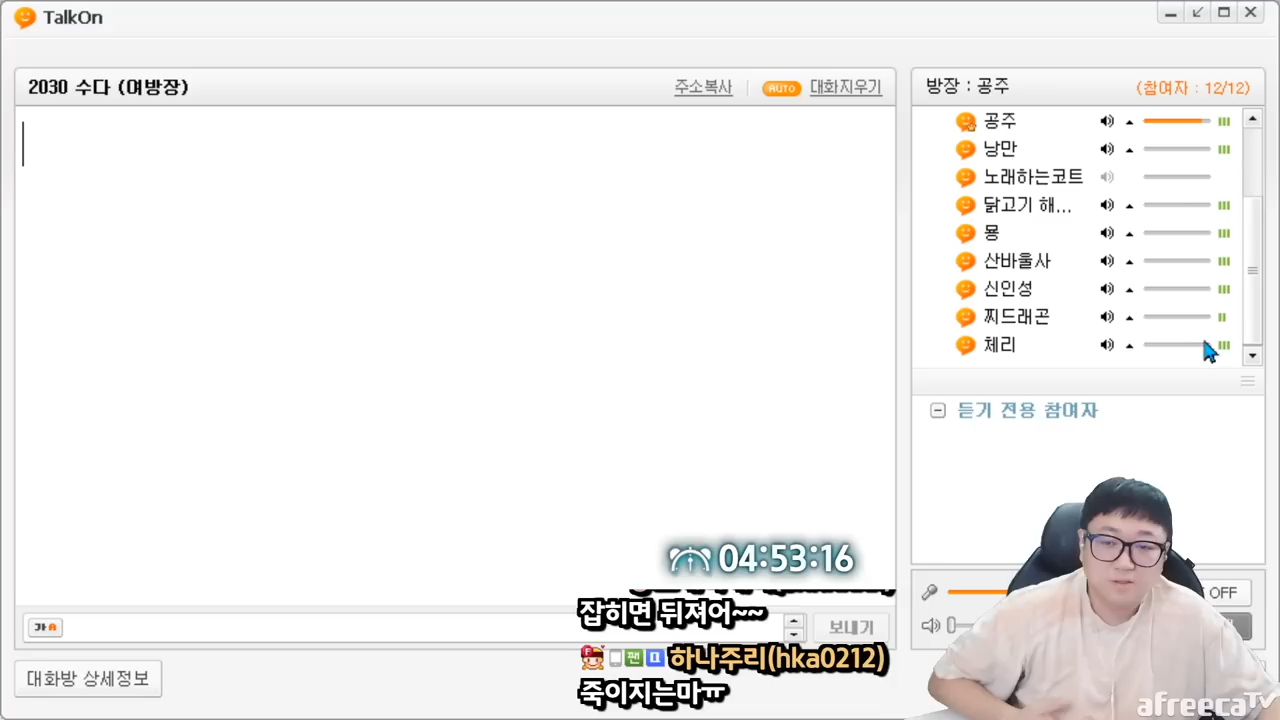 TalkOn
2030 수다 (여방장)
주소복사
AUTO
대화지우기
방장 : 공주
(참여자 : 12/12)
공주
낭만
노래하는코트
닭고기 해...
묭
산바울사
신인성
찌드래곤
체리
듣기 전용 참여자
04:53:16
OFF
잡히면 뒤져어~~
가A
보내기
팬
하나주리(hka0212)
죽이지는마ㅠ
대화방 상세정보
afreecaTV